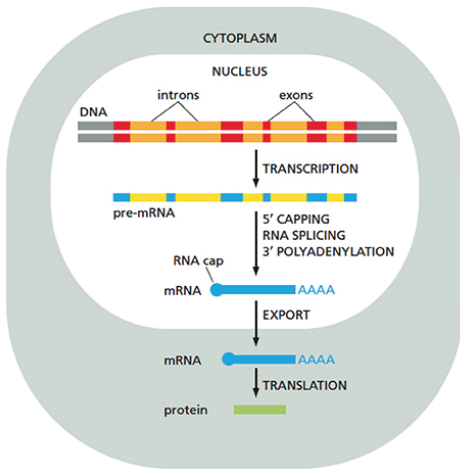 CYTOPLASM
NUCLEUS
introns
exons
DNA
TRANSCRIPTION
pre-mRNA
5′ CAPPING
RNA SPLICING
3′ POLYADENYLATION
RNA cap
mRNA
AAAA
EXPORT
mRNA
AAAA
TRANSLATION
protein